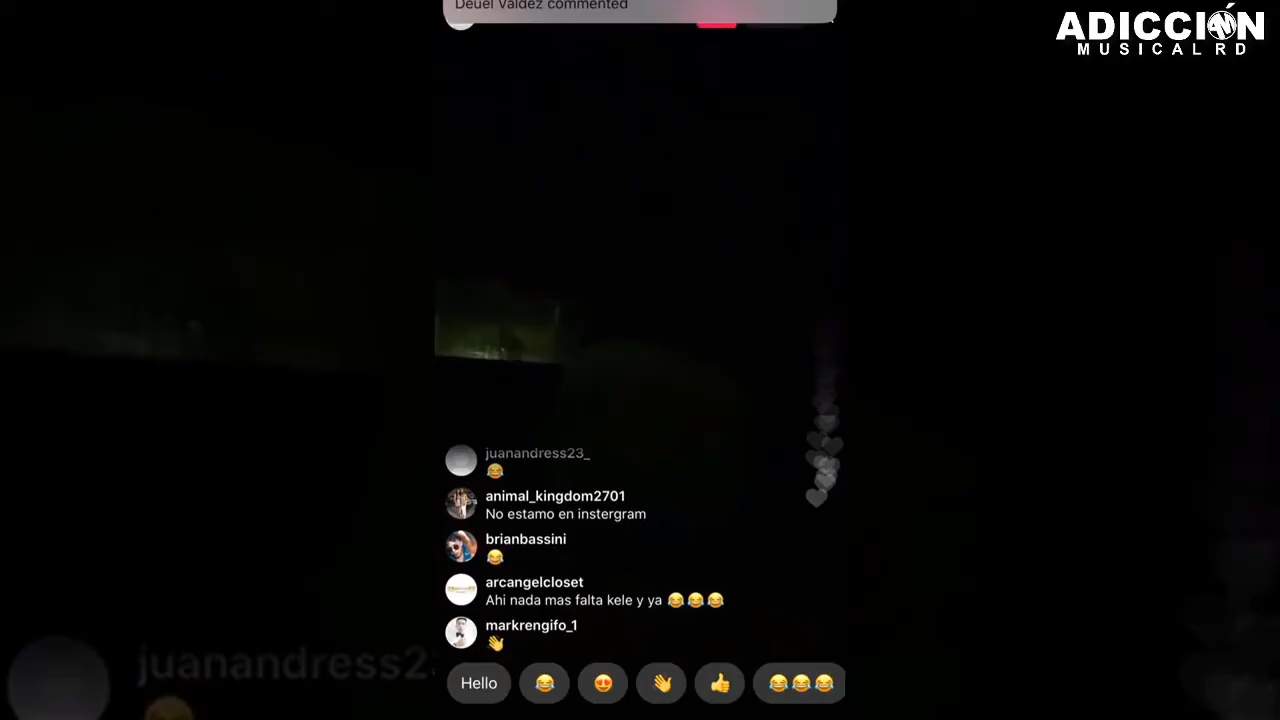 Deuel Valdez commented
ADICCIÓN
MUSICAL RD
juanandress23_
😂
animal_kingdom2701
No estamo en instergram
brianbassini
😂
arcangelcloset
Ahi nada mas falta kele y ya 😂😂😂
markrengifo_1
👋
Hello 😂 😍 👋 👍 😂😂😂
juanandress23